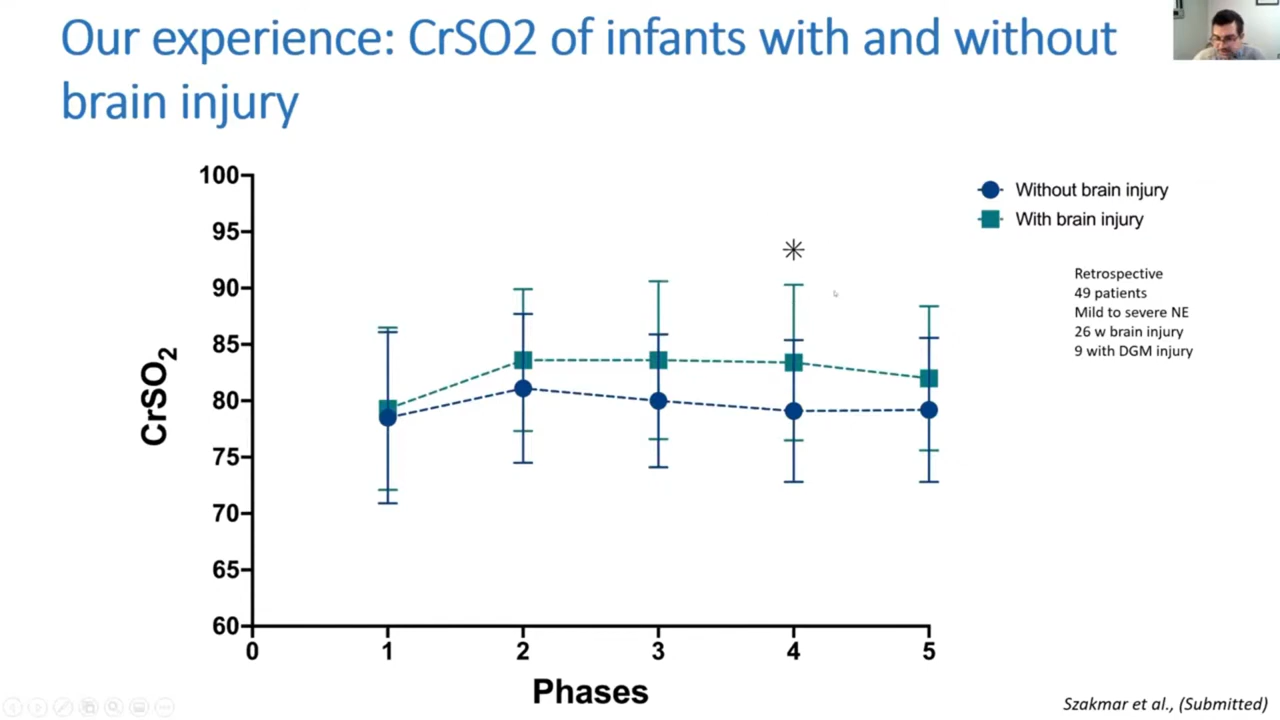 Our experience: CrSO2 of infants with and without
brain injury
100
95
90
85
80
75
70
65
60
0
1
2
3
4
5
CrSO₂
Phases
Without brain injury
With brain injury
Retrospective
49 patients
Mild to severe NE
26 w brain injury
9 with DGM injury
Szakmar et al., (Submitted)